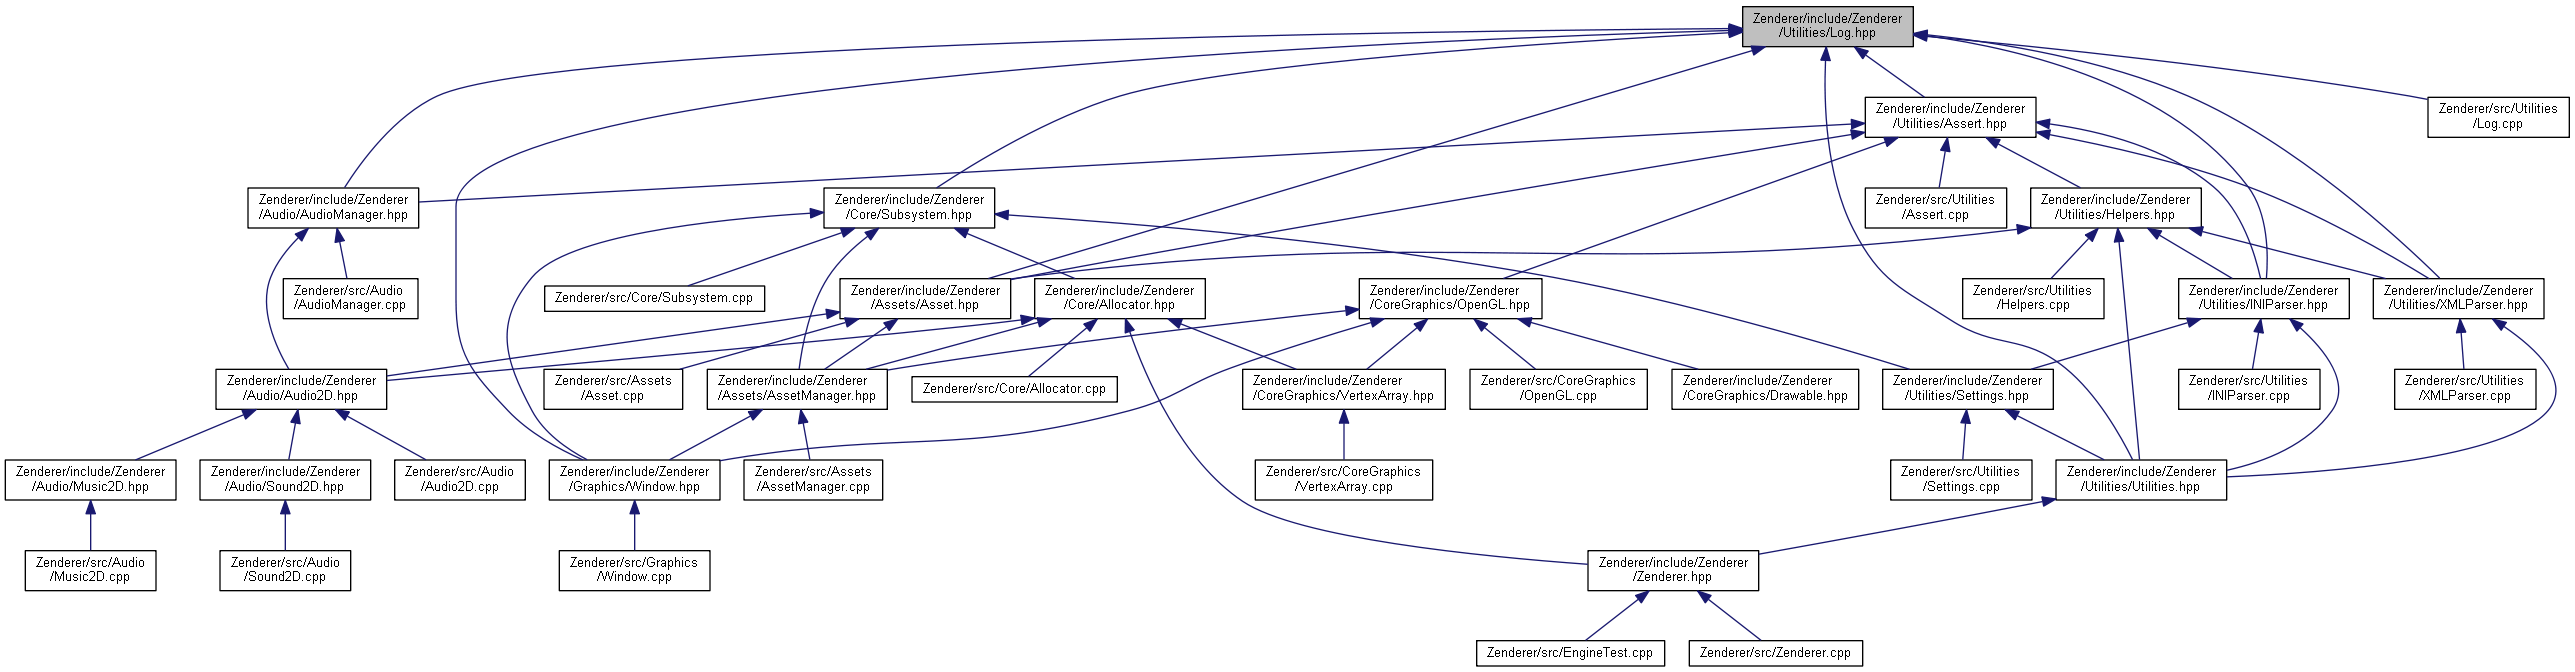 Zenderer/include/Zenderer
/Utilities/Log.hpp
Zenderer/include/Zenderer
/Utilities/Assert.hpp
Zenderer/src/Utilities
/Log.cpp
Zenderer/include/Zenderer
/Audio/AudioManager.hpp
Zenderer/include/Zenderer
/Core/Subsystem.hpp
Zenderer/src/Utilities
/Assert.cpp
Zenderer/include/Zenderer
/Utilities/Helpers.hpp
Zenderer/src/Audio
/AudioManager.cpp
Zenderer/src/Core/Subsystem.cpp
Zenderer/include/Zenderer
/Assets/Asset.hpp
Zenderer/include/Zenderer
/Core/Allocator.hpp
Zenderer/include/Zenderer
/CoreGraphics/OpenGL.hpp
Zenderer/src/Utilities
/Helpers.cpp
Zenderer/include/Zenderer
/Utilities/INIParser.hpp
Zenderer/include/Zenderer
/Utilities/XMLParser.hpp
Zenderer/include/Zenderer
/Audio/Audio2D.hpp
Zenderer/src/Assets
/Asset.cpp
Zenderer/include/Zenderer
/Assets/AssetManager.hpp
Zenderer/src/Core/Allocator.cpp
Zenderer/include/Zenderer
/CoreGraphics/VertexArray.hpp
Zenderer/src/CoreGraphics
/OpenGL.cpp
Zenderer/include/Zenderer
/CoreGraphics/Drawable.hpp
Zenderer/include/Zenderer
/Utilities/Settings.hpp
Zenderer/src/Utilities
/INIParser.cpp
Zenderer/src/Utilities
/XMLParser.cpp
Zenderer/include/Zenderer
/Audio/Music2D.hpp
Zenderer/include/Zenderer
/Audio/Sound2D.hpp
Zenderer/src/Audio
/Audio2D.cpp
Zenderer/include/Zenderer
/Graphics/Window.hpp
Zenderer/src/Assets
/AssetManager.cpp
Zenderer/src/CoreGraphics
/VertexArray.cpp
Zenderer/src/Utilities
/Settings.cpp
Zenderer/include/Zenderer
/Utilities/Utilities.hpp
Zenderer/src/Audio
/Music2D.cpp
Zenderer/src/Audio
/Sound2D.cpp
Zenderer/src/Graphics
/Window.cpp
Zenderer/include/Zenderer
/Zenderer.hpp
Zenderer/src/EngineTest.cpp
Zenderer/src/Zenderer.cpp